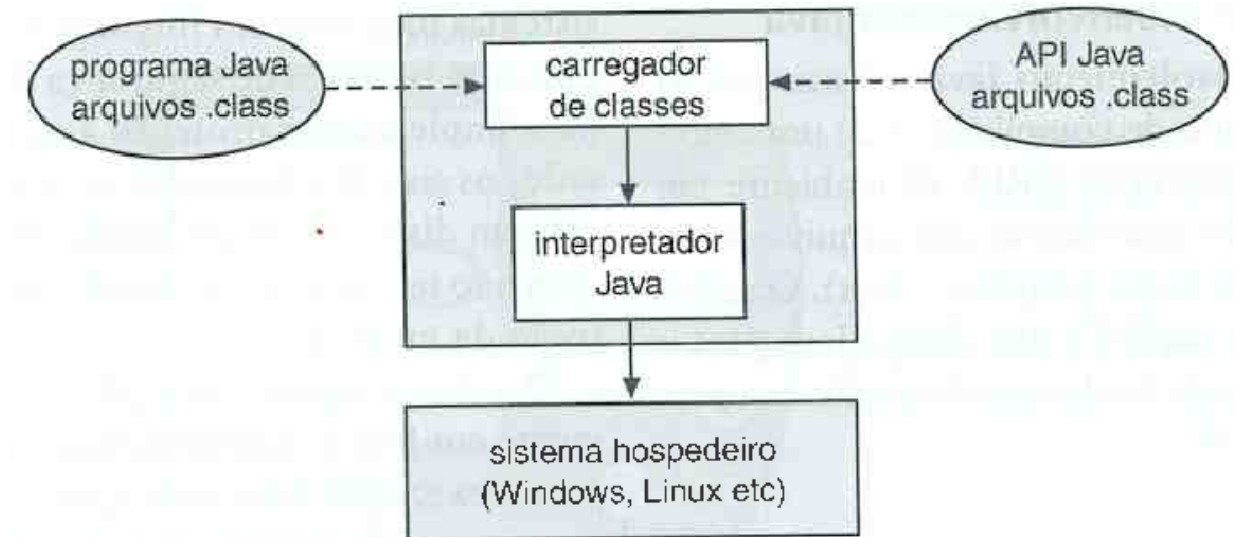 programa Java
arquivos .class
carregador
de classes
API Java
arquivos .class
interpretador
Java
sistema hospedeiro
(Windows, Linux etc)